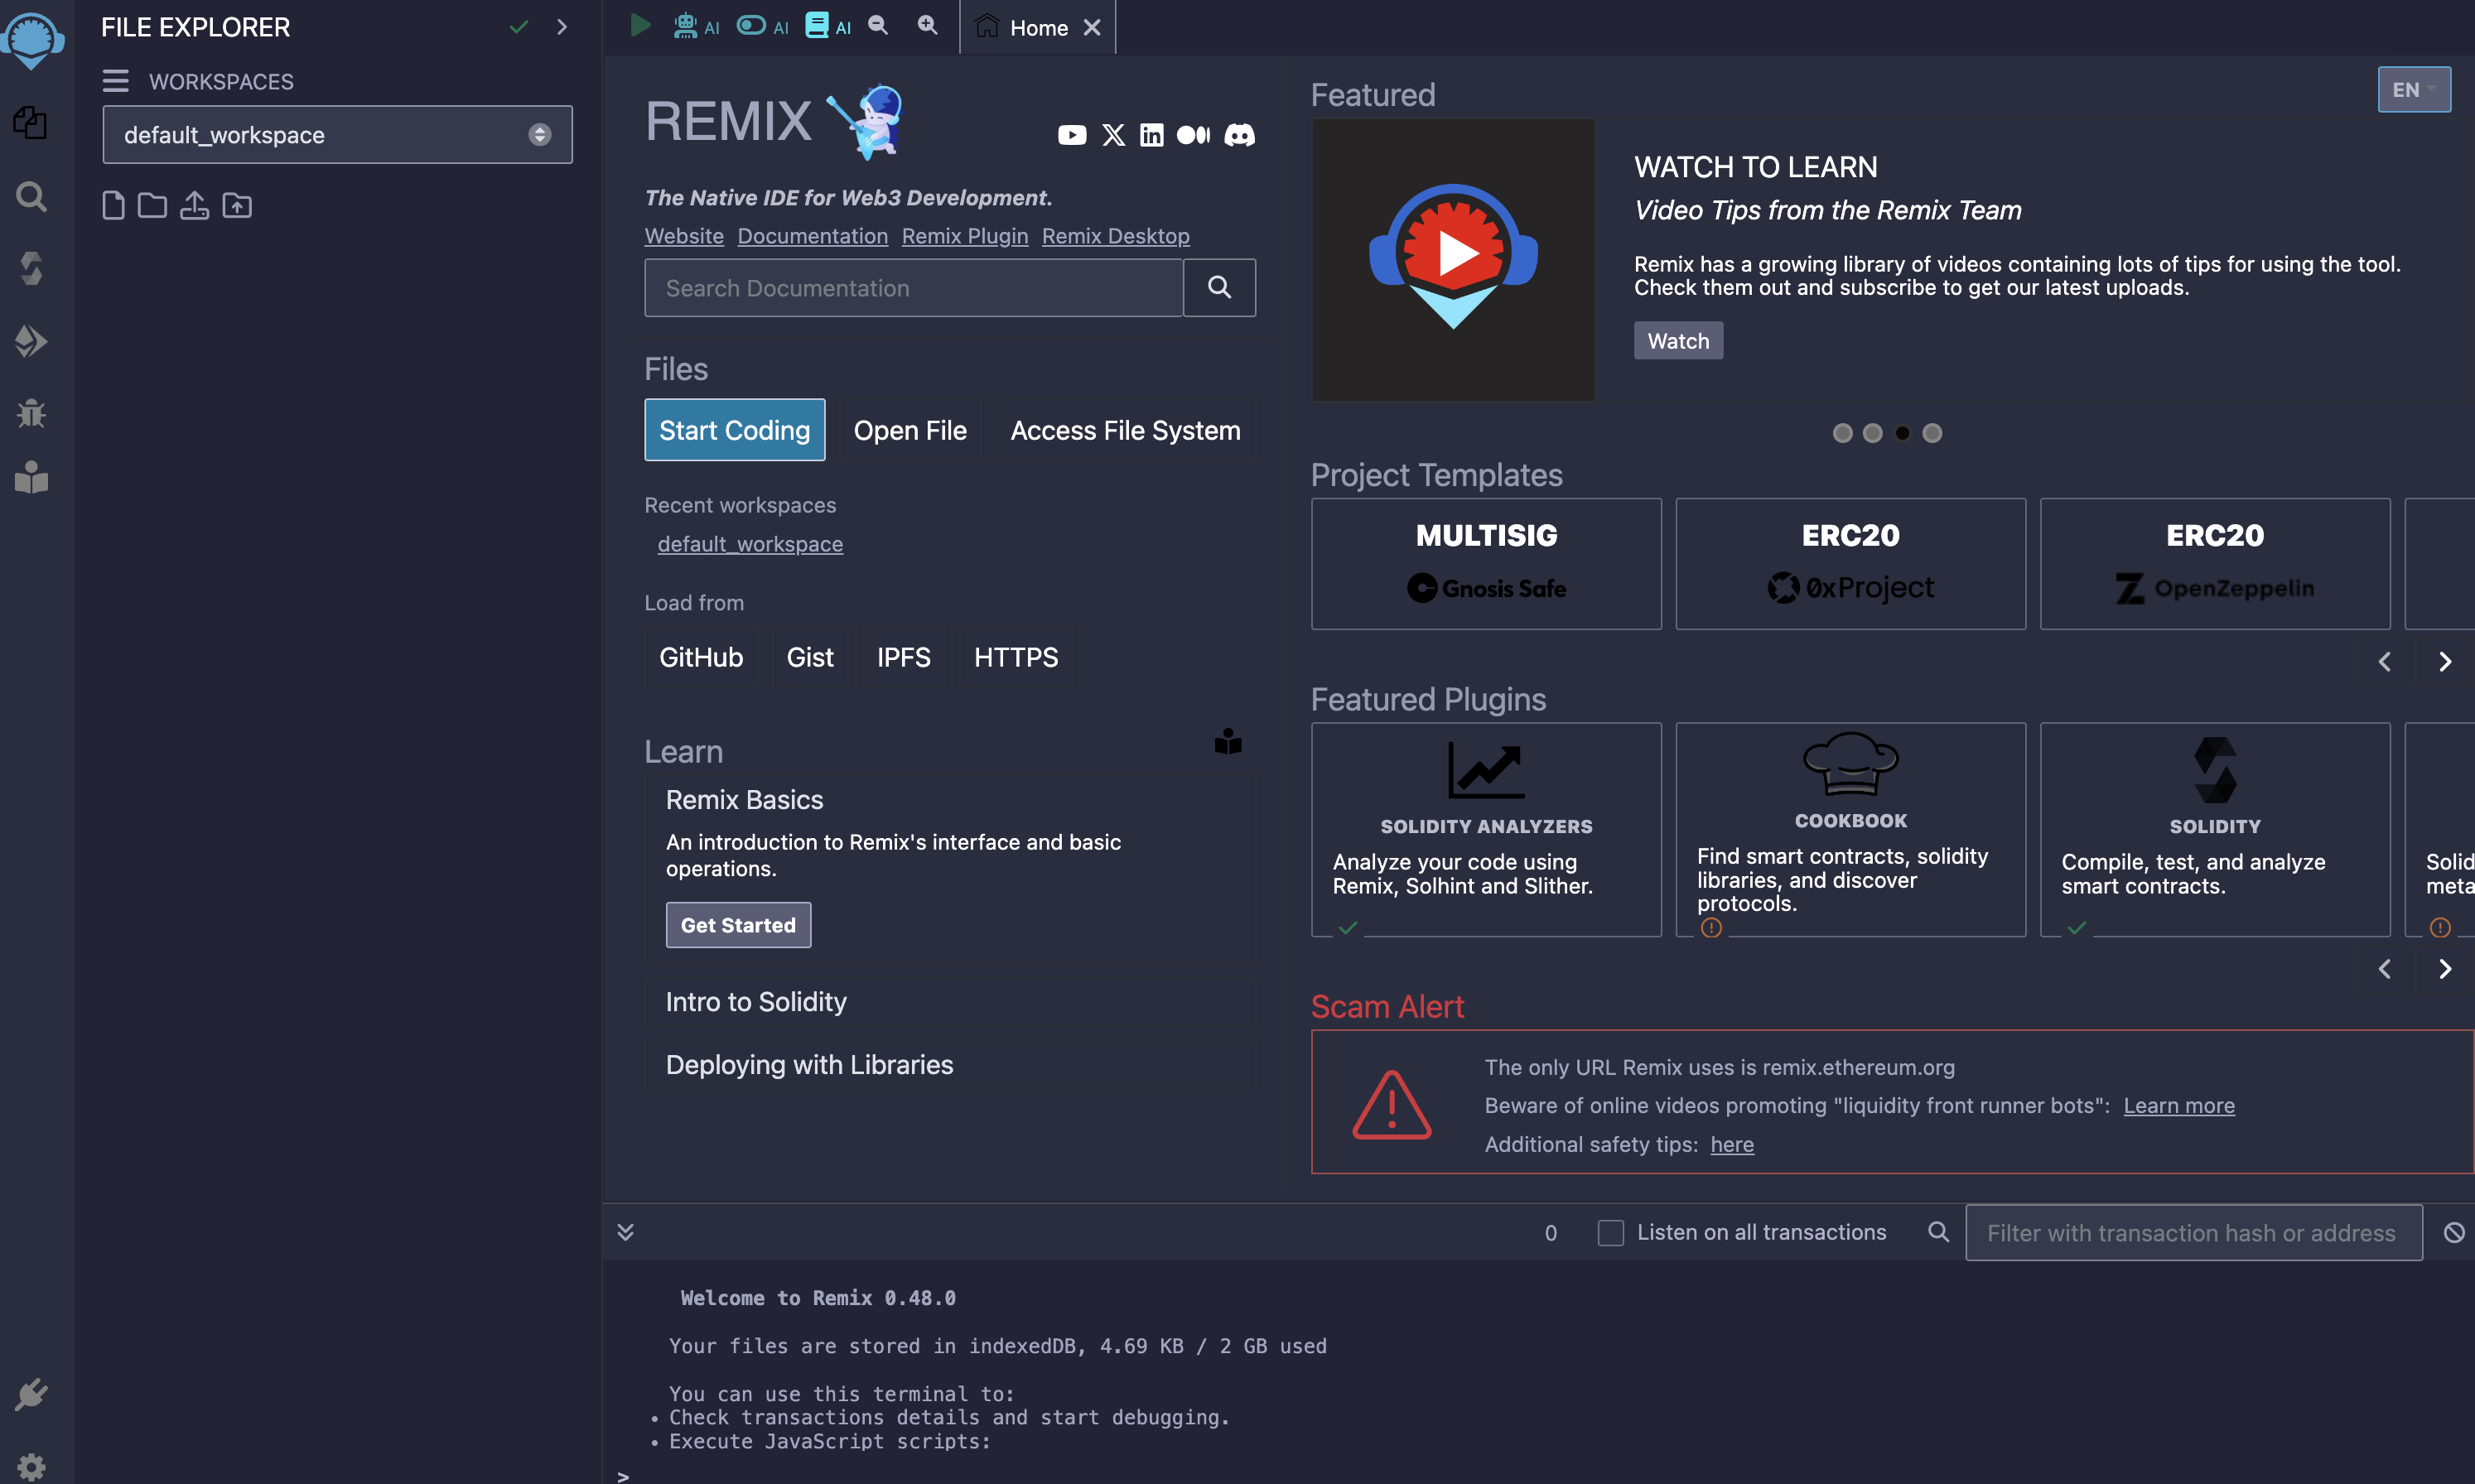 FILE EXPLORER
WORKSPACES
default_workspace
AI
AI
AI
Home
REMIX
The Native IDE for Web3 Development.
Website Documentation Remix Plugin Remix Desktop
Search Documentation
Files
Start Coding Open File Access File System
Recent workspaces
default_workspace
Load from
GitHub Gist IPFS HTTPS
Learn
Remix Basics
An introduction to Remix's interface and basic
operations.
Get Started
Intro to Solidity
Deploying with Libraries
Featured
EN
WATCH TO LEARN
Video Tips from the Remix Team
Remix has a growing library of videos containing lots of tips for using the tool.
Check them out and subscribe to get our latest uploads.
Watch
Project Templates
MULTISIG
Gnosis Safe
ERC20
0xProject
ERC20
OpenZeppelin
Featured Plugins
SOLIDITY ANALYZERS
Analyze your code using
Remix, Solhint and Slither.
COOKBOOK
Find smart contracts, solidity
libraries, and discover
protocols.
SOLIDITY
Compile, test, and analyze
smart contracts.
Solid
meta
Scam Alert
The only URL Remix uses is remix.ethereum.org
Beware of online videos promoting "liquidity front runner bots": Learn more
Additional safety tips: here
0 Listen on all transactions Filter with transaction hash or address
Welcome to Remix 0.48.0
Your files are stored in indexedDB, 4.69 KB / 2 GB used
You can use this terminal to:
• Check transactions details and start debugging.
• Execute JavaScript scripts:
>